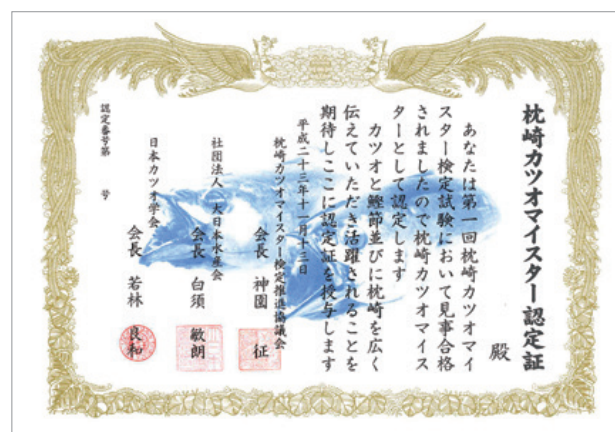 枕崎カツオマイスター認定証
殿
あなたは第一回枕崎カツオマイ
スター検定試験において見事合格
されましたので枕崎カツオマイス
ターとして認定します
カツオと鰹節並びに枕崎を広く
伝えていただき活躍されることを
期待しここに認定証を授与します
平成二十三年十一月十三日
枕崎カツオマイスター検定推進協議会
会長 神園 征
社団法人 大日本水産会
会長 白須 敏朗
日本カツオ学会
会長 若林 良和
認定番号第 号